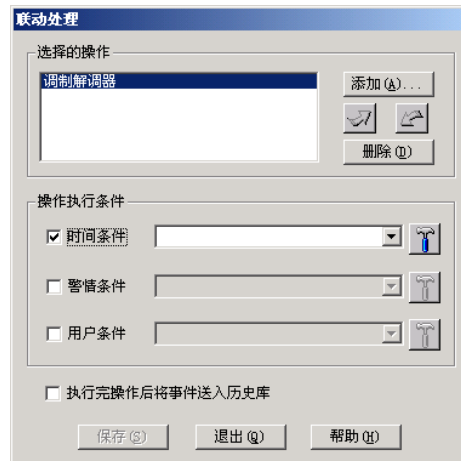 联动处理
选择的操作
调制解调器
添加(A)...
删除(D)
操作执行条件
时间条件
警情条件
用户条件
执行完操作后将事件送入历史库
保存(S) 退出(Q) 帮助(H)